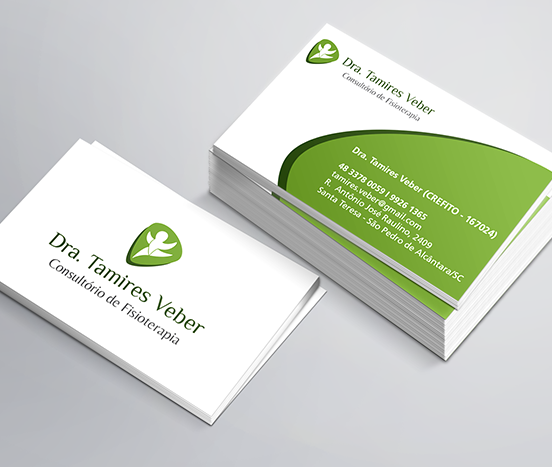 Dra. Tamires Veber
Consultório de Fisioterapia
Dra. Tamires Veber (CREFITO - 167024)
48 3378 0059 | 9926 1365
tamires.veber@gmail.com
R. Antônio José Raulino, 2409
Santa Teresa - São Pedro de Alcântara/SC
Dra. Tamires Veber
Consultório de Fisioterapia